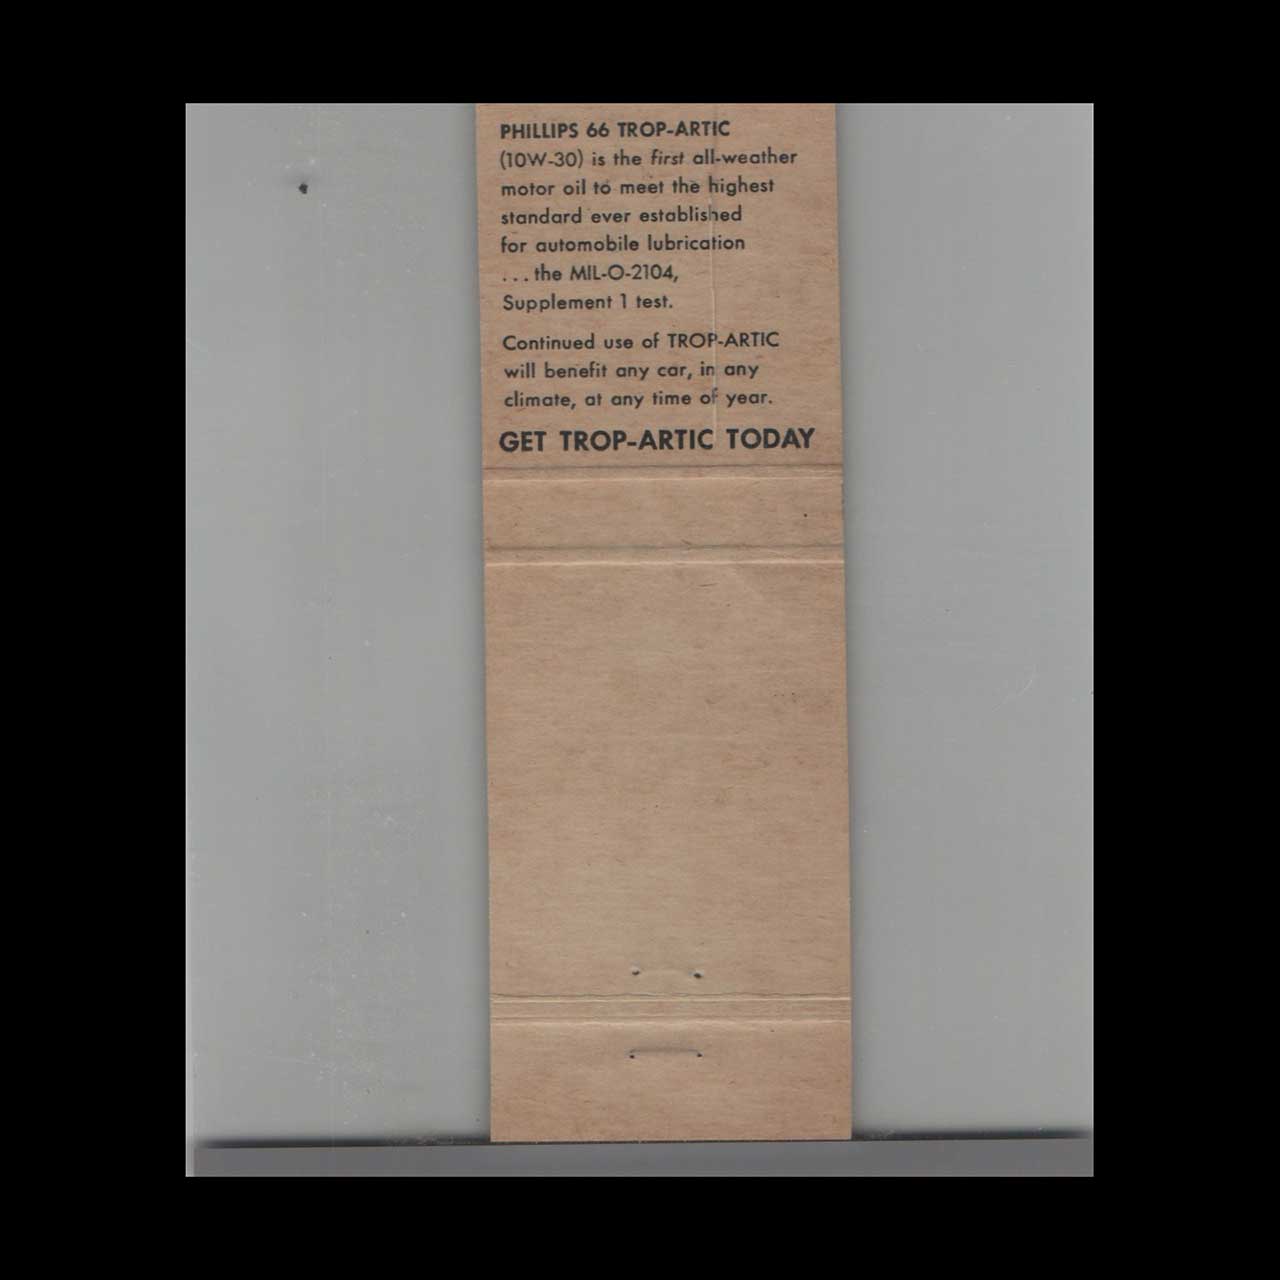 PHILLIPS 66 TROP-ARTIC
(10W-30) is the first all-weather
motor oil to meet the highest
standard ever established
for automobile lubrication
...the MIL-O-2104,
Supplement 1 test.
Continued use of TROP-ARTIC
will benefit any car, in any
climate, at any time of year.
GET TROP-ARTIC TODAY